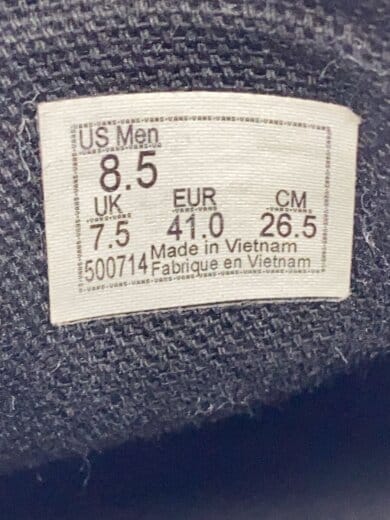 US Men
8.5
UK EUR CM
7.5 41.0 26.5
500714 Made in Vietnam
Fabrique en Vietnam